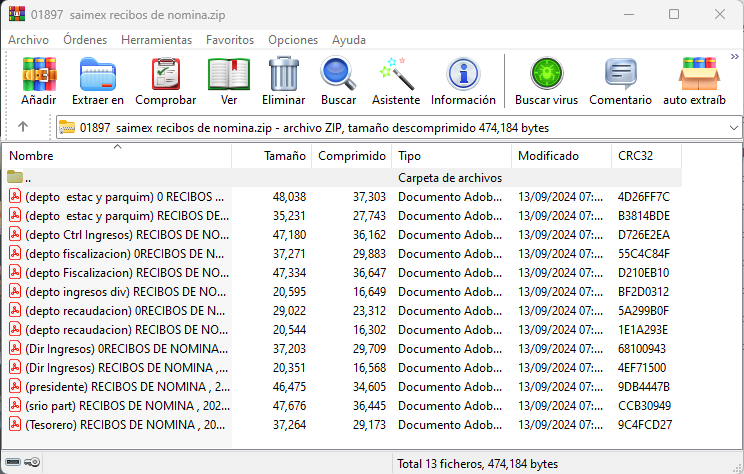 01897  saimex recibos de nomina.zip
Archivo Órdenes Herramientas Favoritos Opciones Ayuda
Añadir Extraer en Comprobar Ver Eliminar Buscar Asistente Información Buscar virus Comentario auto extraíb
01897  saimex recibos de nomina.zip - archivo ZIP, tamaño descomprimido 474,184 bytes
Nombre Tamaño Comprimido Tipo Modificado CRC32
.. Carpeta de archivos
(depto  estac y parquim) 0 RECIBOS ... 48,038 37,303 Documento Adob... 13/09/2024 07:... 4D26FF7C
(depto  estac y parquim) RECIBOS DE... 35,231 27,743 Documento Adob... 13/09/2024 07:... B3814BDE
(depto Ctrl Ingresos) RECIBOS DE NO... 47,180 36,162 Documento Adob... 13/09/2024 07:... D726E2EA
(depto fiscalizacion) 0RECIBOS DE N... 37,271 29,883 Documento Adob... 13/09/2024 07:... 55C4C84F
(depto Fiscalizacion) RECIBOS DE NO... 47,334 36,647 Documento Adob... 13/09/2024 07:... D210EB10
(depto ingresos div) RECIBOS DE NO... 20,595 16,649 Documento Adob... 13/09/2024 07:... BF2D0312
(depto recaudacion) 0RECIBOS DE NO... 29,022 23,312 Documento Adob... 13/09/2024 07:... 5A299B0F
(depto recaudacion) RECIBOS DE NO... 20,544 16,302 Documento Adob... 13/09/2024 07:... 1E1A293E
(Dir Ingresos) 0RECIBOS DE NOMINA... 37,203 29,709 Documento Adob... 13/09/2024 07:... 68100943
(Dir Ingresos) RECIBOS DE NOMINA ,... 20,351 16,568 Documento Adob... 13/09/2024 07:... 4EF71500
(presidente) RECIBOS DE NOMINA , 2... 46,475 34,605 Documento Adob... 13/09/2024 07:... 9DB4447B
(srio part) RECIBOS DE NOMINA , 202... 47,676 36,445 Documento Adob... 13/09/2024 07:... CCB30949
(Tesorero) RECIBOS DE NOMINA , 20... 37,264 29,173 Documento Adob... 13/09/2024 07:... 9C4FCD27
Total 13 ficheros, 474,184 bytes